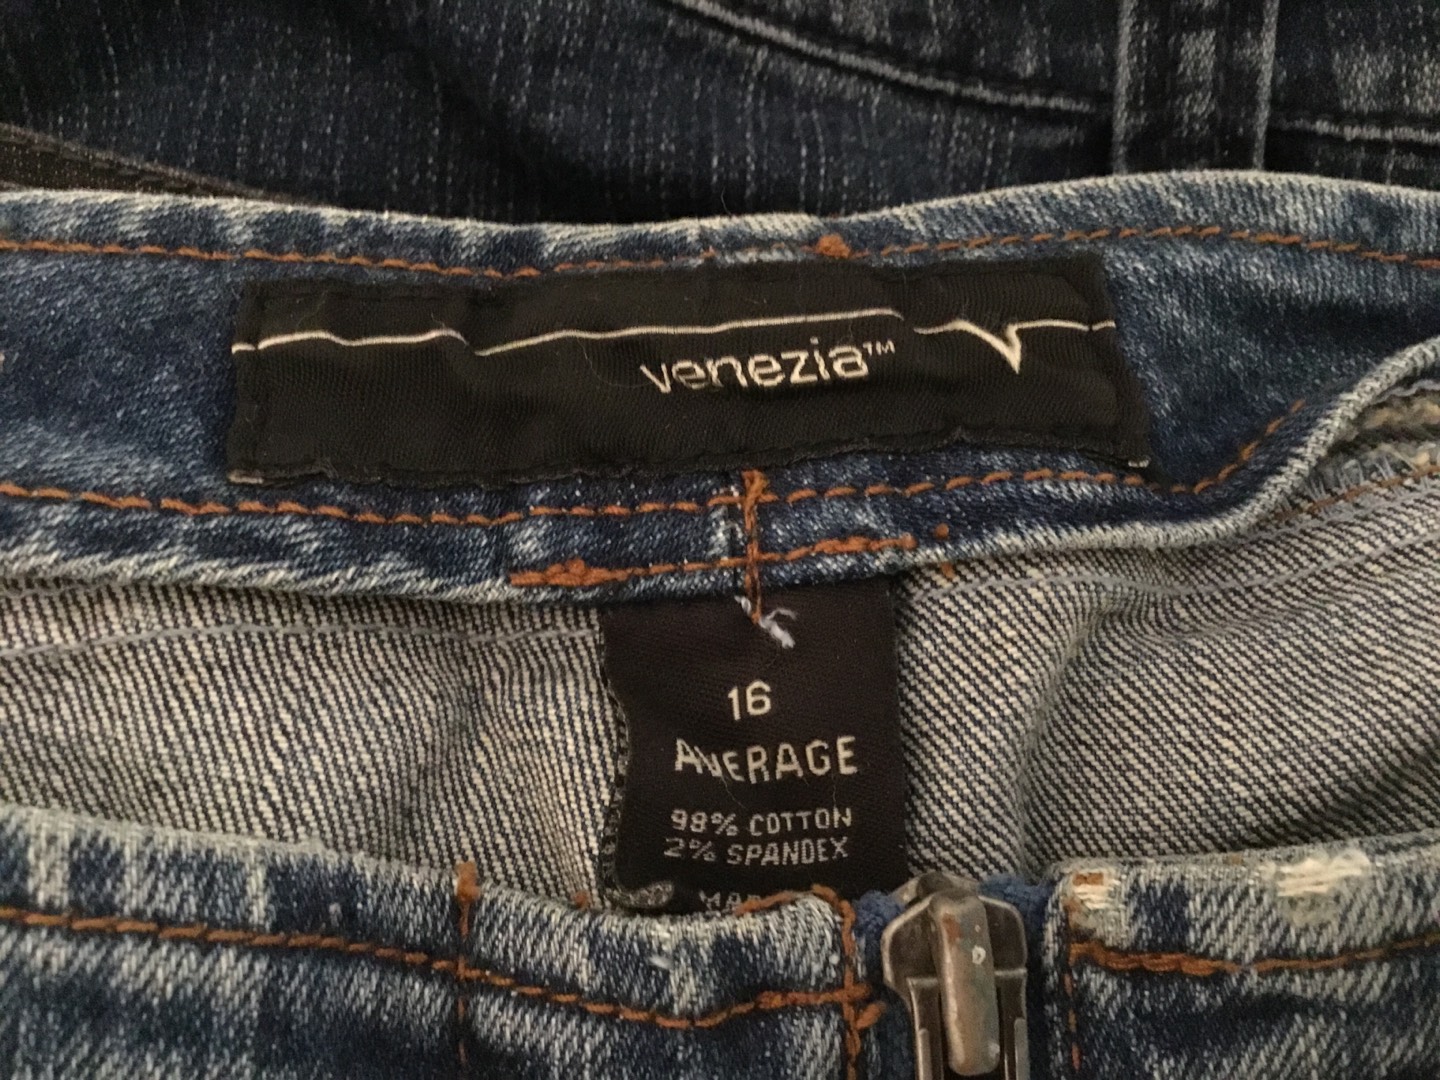 venezia™
16
AVERAGE
98% COTTON
2% SPANDEX